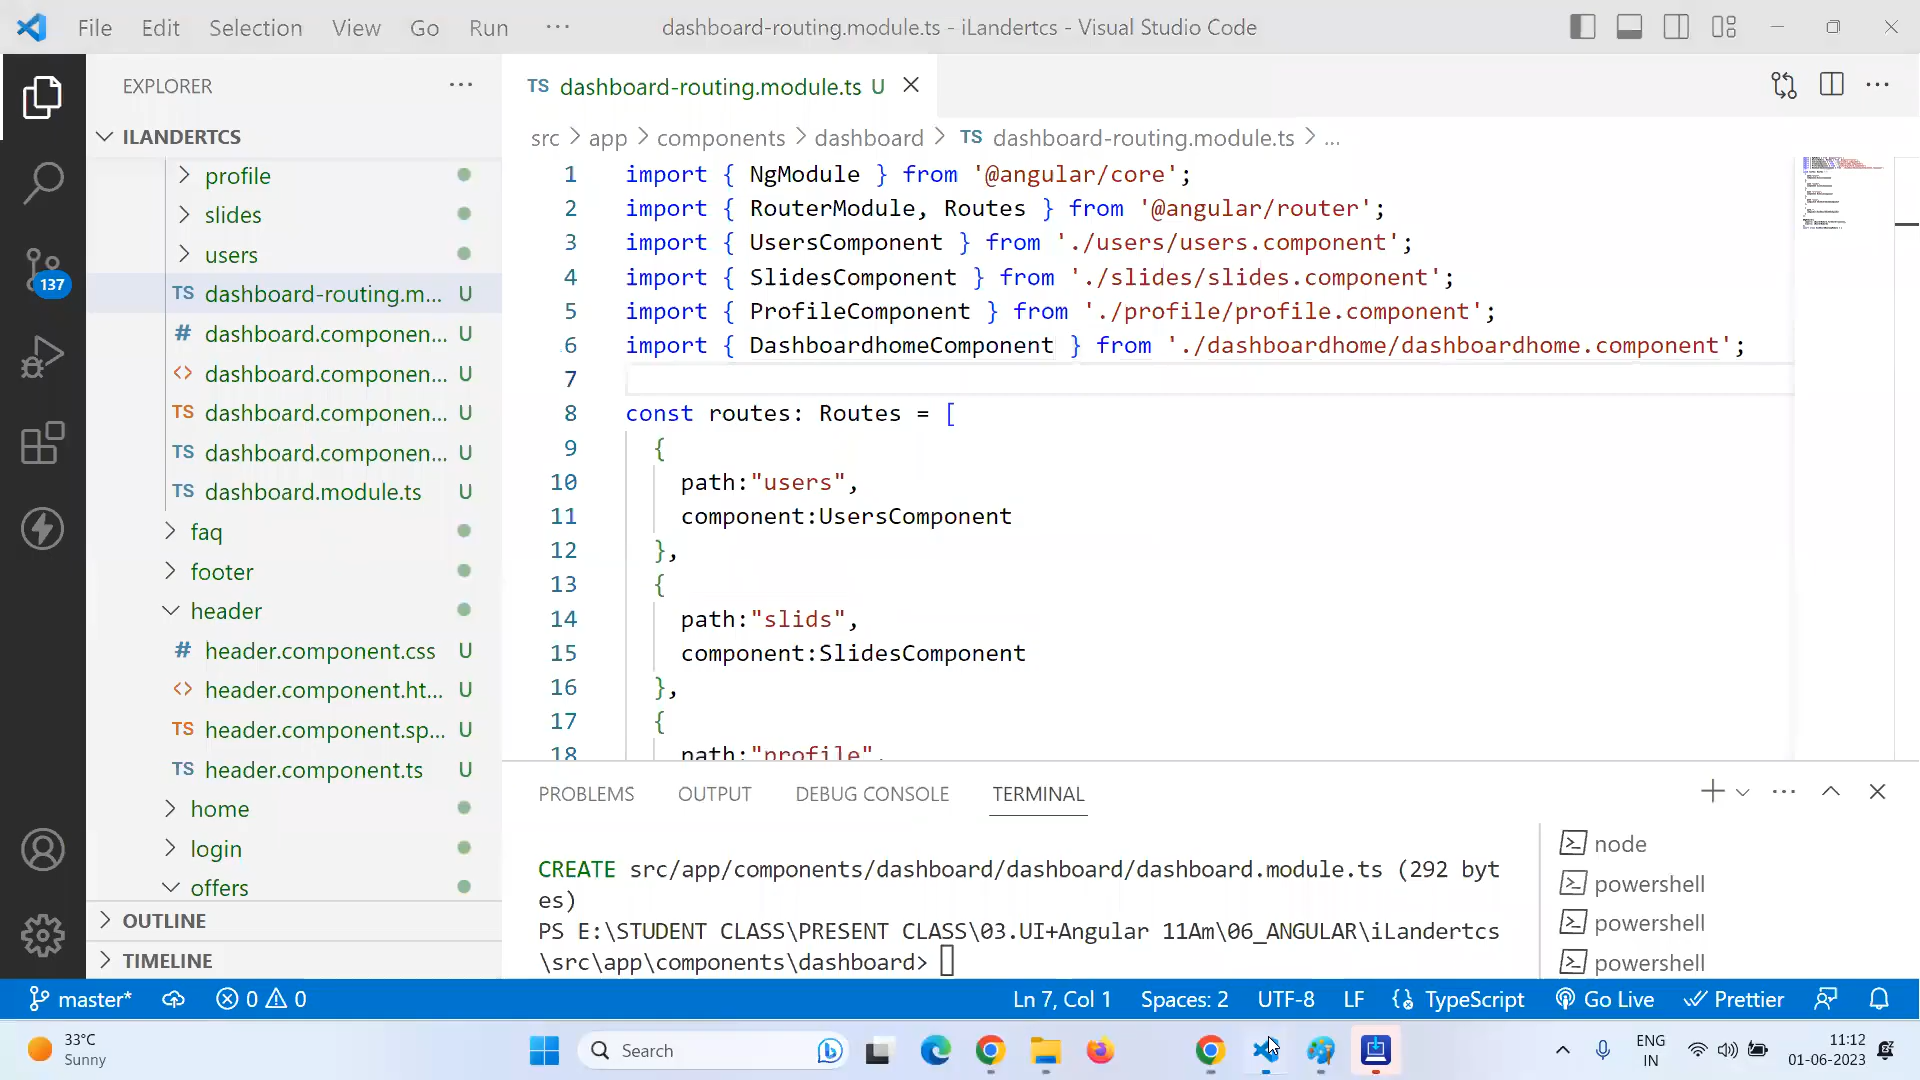 File Edit Selection View Go Run ··· dashboard-routing.module.ts - iLandertcs - Visual Studio Code
EXPLORER ···
ILANDERTCS
profile
slides
users
TS dashboard-routing.m... U
# dashboard.componen... U
<> dashboard.componen... U
TS dashboard.componen... U
TS dashboard.componen... U
TS dashboard.module.ts U
faq
footer
header
# header.component.css U
<> header.component.ht... U
TS header.component.sp... U
TS header.component.ts U
home
login
offers
OUTLINE
TIMELINE
137
TS dashboard-routing.module.ts U
src > app > components > dashboard > TS dashboard-routing.module.ts > ...
1 import { NgModule } from '@angular/core';
2 import { RouterModule, Routes } from '@angular/router';
3 import { UsersComponent } from './users/users.component';
4 import { SlidesComponent } from './slides/slides.component';
5 import { ProfileComponent } from './profile/profile.component';
6 import { DashboardhomeComponent } from './dashboardhome/dashboardhome.component';
7
8 const routes: Routes = [
9 {
10 path:"users",
11 component:UsersComponent
12 },
13 {
14 path:"slids",
15 component:SlidesComponent
16 },
17 {
18 path:"profile",
PROBLEMS OUTPUT DEBUG CONSOLE TERMINAL
CREATE src/app/components/dashboard/dashboard/dashboard.module.ts (292 byt
es)
PS E:\STUDENT CLASS\PRESENT CLASS\03.UI+Angular 11Am\06_ANGULAR\iLandertcs
\src\app\components\dashboard>
node
powershell
powershell
powershell
master* 0 0 Ln 7, Col 1 Spaces: 2 UTF-8 LF TypeScript Go Live Prettier
33°C
Sunny
Search
ENG
IN
11:12
01-06-2023